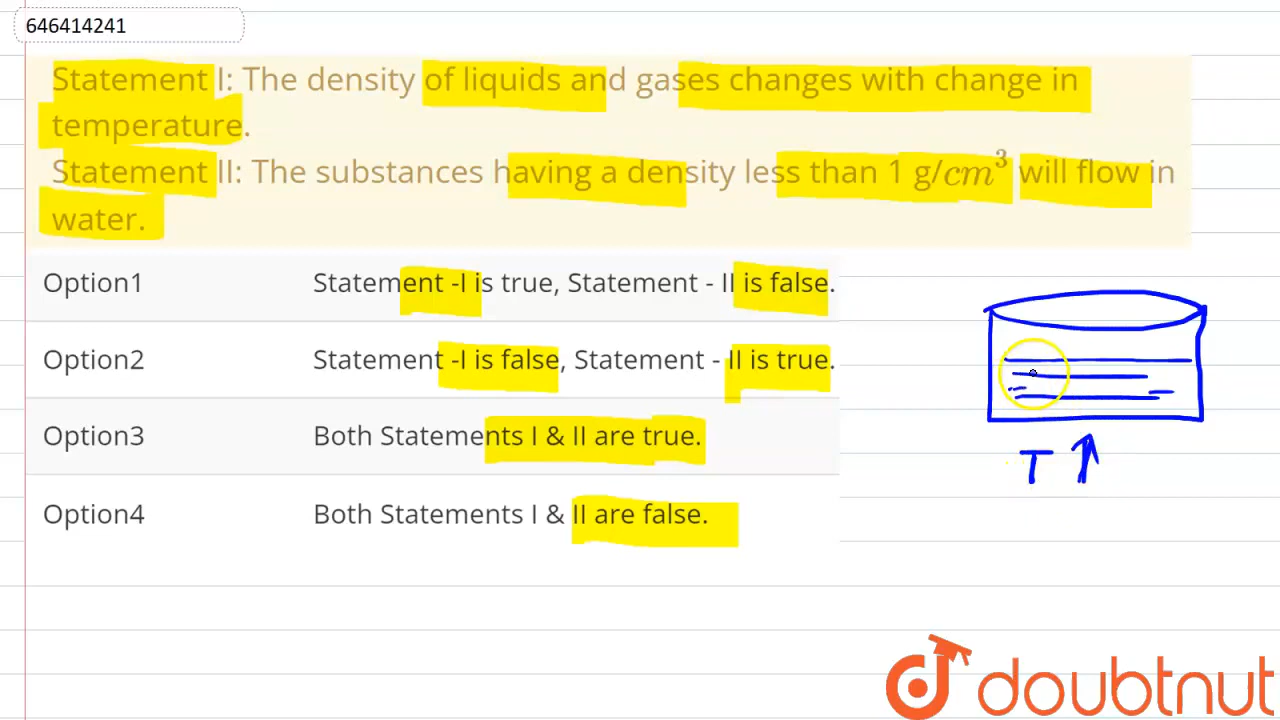 646414241
Statement I: The density of liquids and gases changes with change in
temperature.
Statement II: The substances having a density less than 1 g/cm³ will flow in
water.
Option1 Statement -I is true, Statement - II is false.
Option2 Statement -I is false, Statement - II is true.
Option3 Both Statements I & II are true.
Option4 Both Statements I & II are false.
T ↑
doubtnut